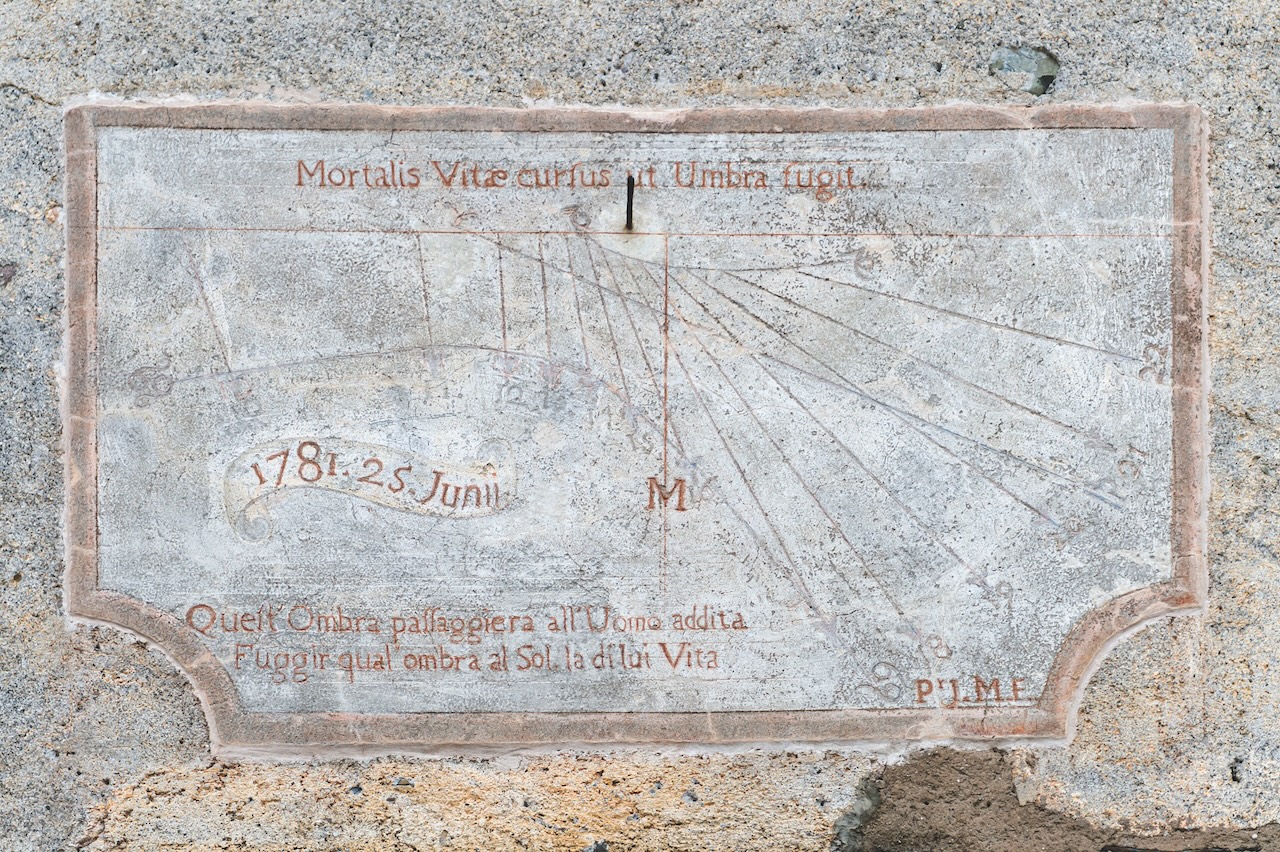 Mortalis Vitæ curſus ut Umbra fugit.
1781. 25. Junii
M
Queſt' Ombra paſſaggiera all'Uomo addita
Fuggir qual' ombra al Sol la di lui Vita
P.r J. M. F.